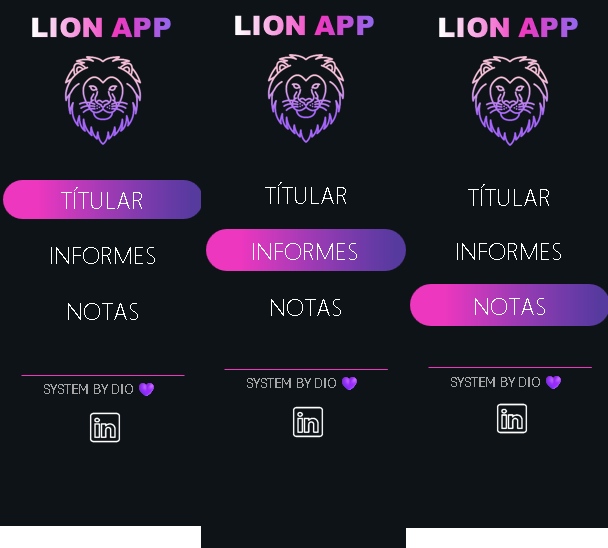 LION APP
TÍTULAR
INFORMES
NOTAS
SYSTEM BY DIO 💜
in
LION APP
TÍTULAR
INFORMES
NOTAS
SYSTEM BY DIO 💜
in
LION APP
TÍTULAR
INFORMES
NOTAS
SYSTEM BY DIO 💜
in